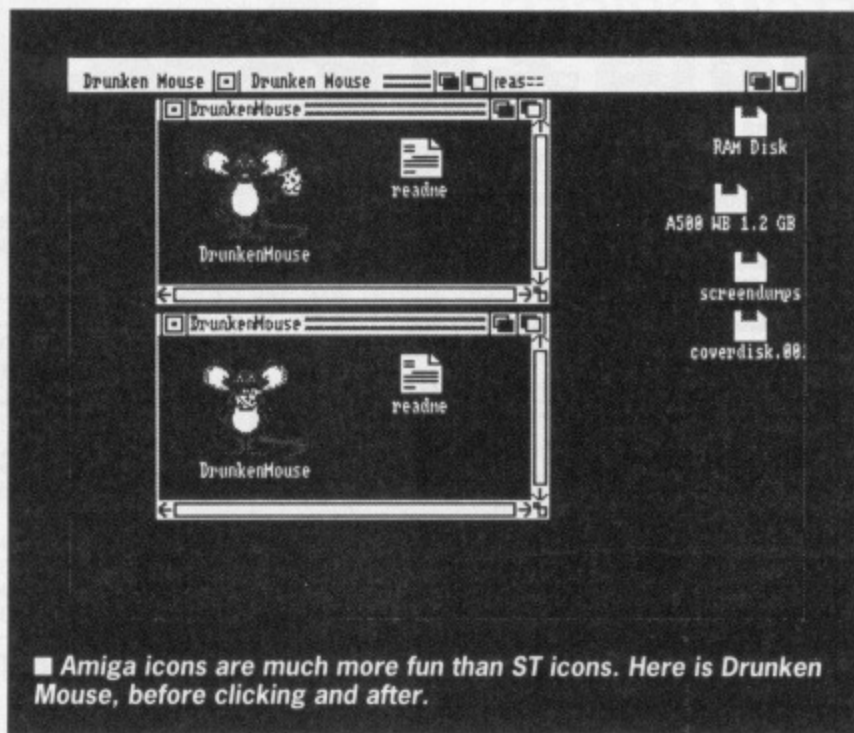 Drunken Mouse Drunken Mouse reas==
DrunkenMouse
readme
DrunkenMouse
DrunkenMouse
readme
DrunkenMouse
RAM Disk
A500 WB 1.2 GB
screendumps
coverdisk.00
■ Amiga icons are much more fun than ST icons. Here is Drunken
Mouse, before clicking and after.